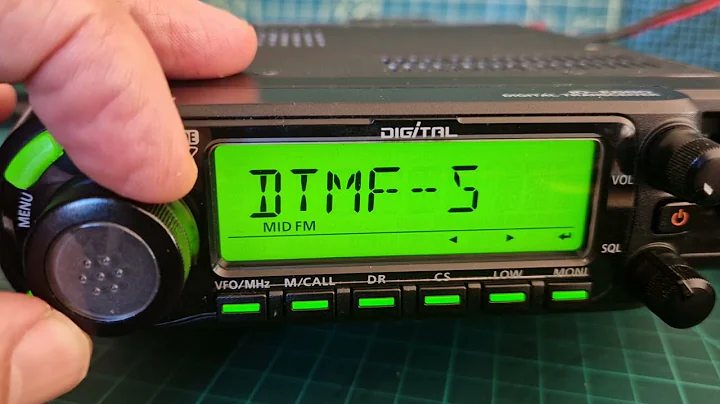 DIGITAL
DTMF-S
MID FM
MENU
VOL
SQL
VFO/MHz M/CALL DR CS LOW MONI